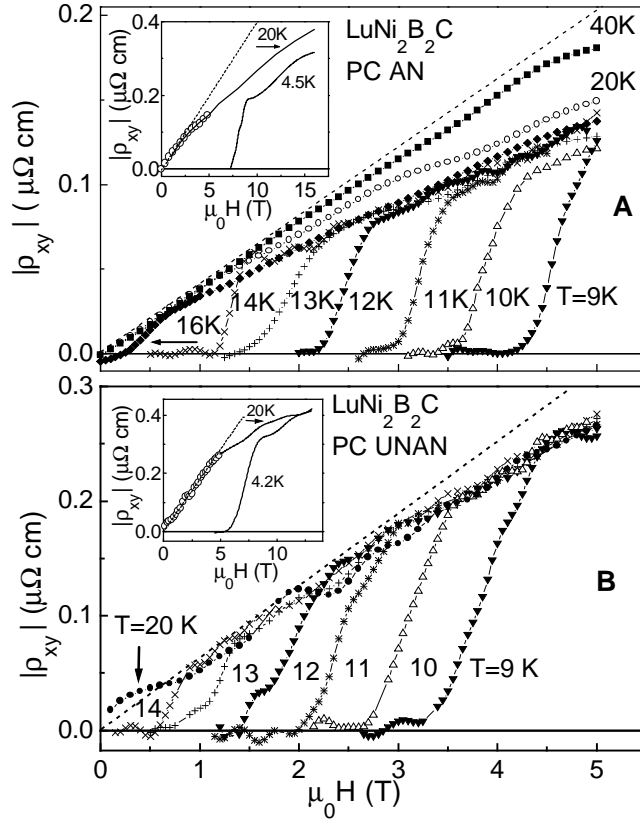 0.4
0.2
0.0
|ρxy| (μΩ cm)
20K
4.5K
0 5 10 15
μ0H (T)
LuNi2B2C
PC AN
40K
20K
0.2
0.1
0.0
|ρxy| ( μΩ cm)
A
16K
14K
13K
12K
11K
10K
T=9K
0.4
0.2
0.0
|ρxy| (μΩ cm)
20K
4.2K
0 5 10
μ0H (T)
LuNi2B2C
PC UNAN
0.3
0.2
0.1
0.0
|ρxy| (μΩ cm)
B
T=20 K
14
13
12
11
10
T=9 K
0 1 2 3 4 5
μ0H (T)